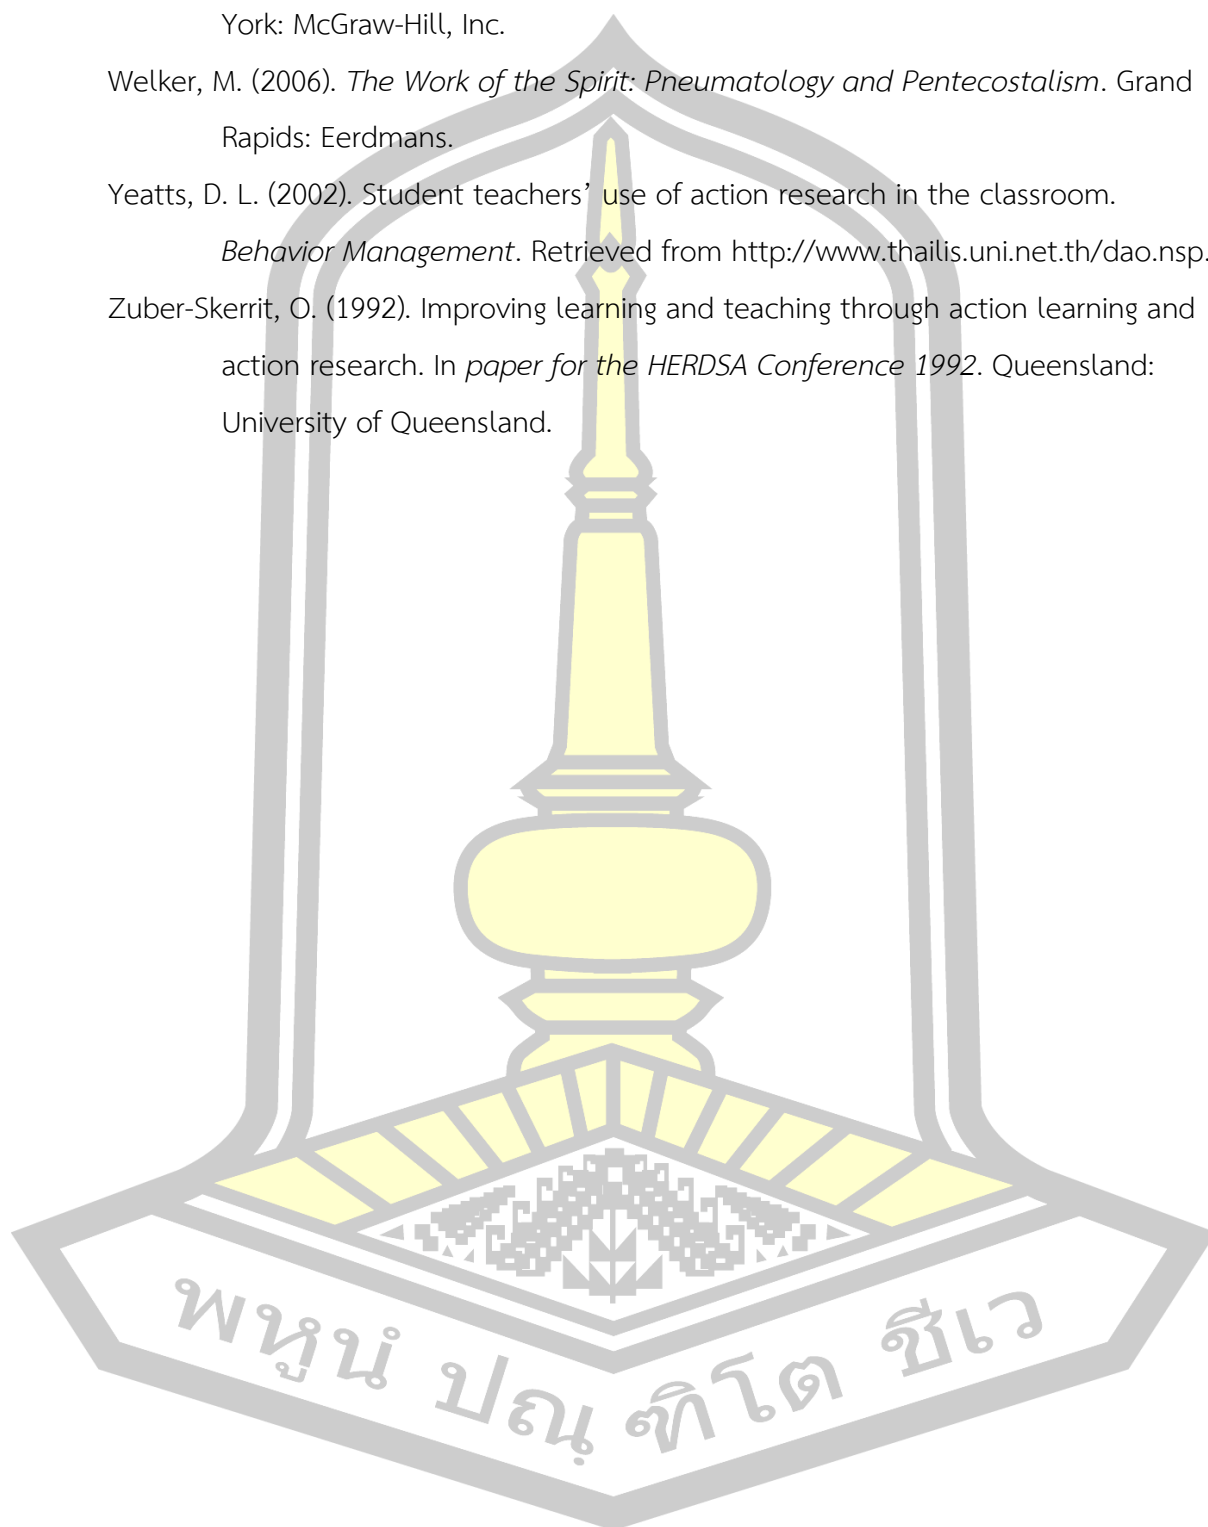 York: McGraw-Hill, Inc.
Welker, M. (2006). The Work of the Spirit: Pneumatology and Pentecostalism. Grand
Rapids: Eerdmans.
Yeatts, D. L. (2002). Student teachers’ use of action research in the classroom.
Behavior Management. Retrieved from http://www.thailis.uni.net.th/dao.nsp.
Zuber-Skerrit, O. (1992). Improving learning and teaching through action learning and
action research. In paper for the HERDSA Conference 1992. Queensland:
University of Queensland.
พหูนํ ปณฺฑิโต ชีเว